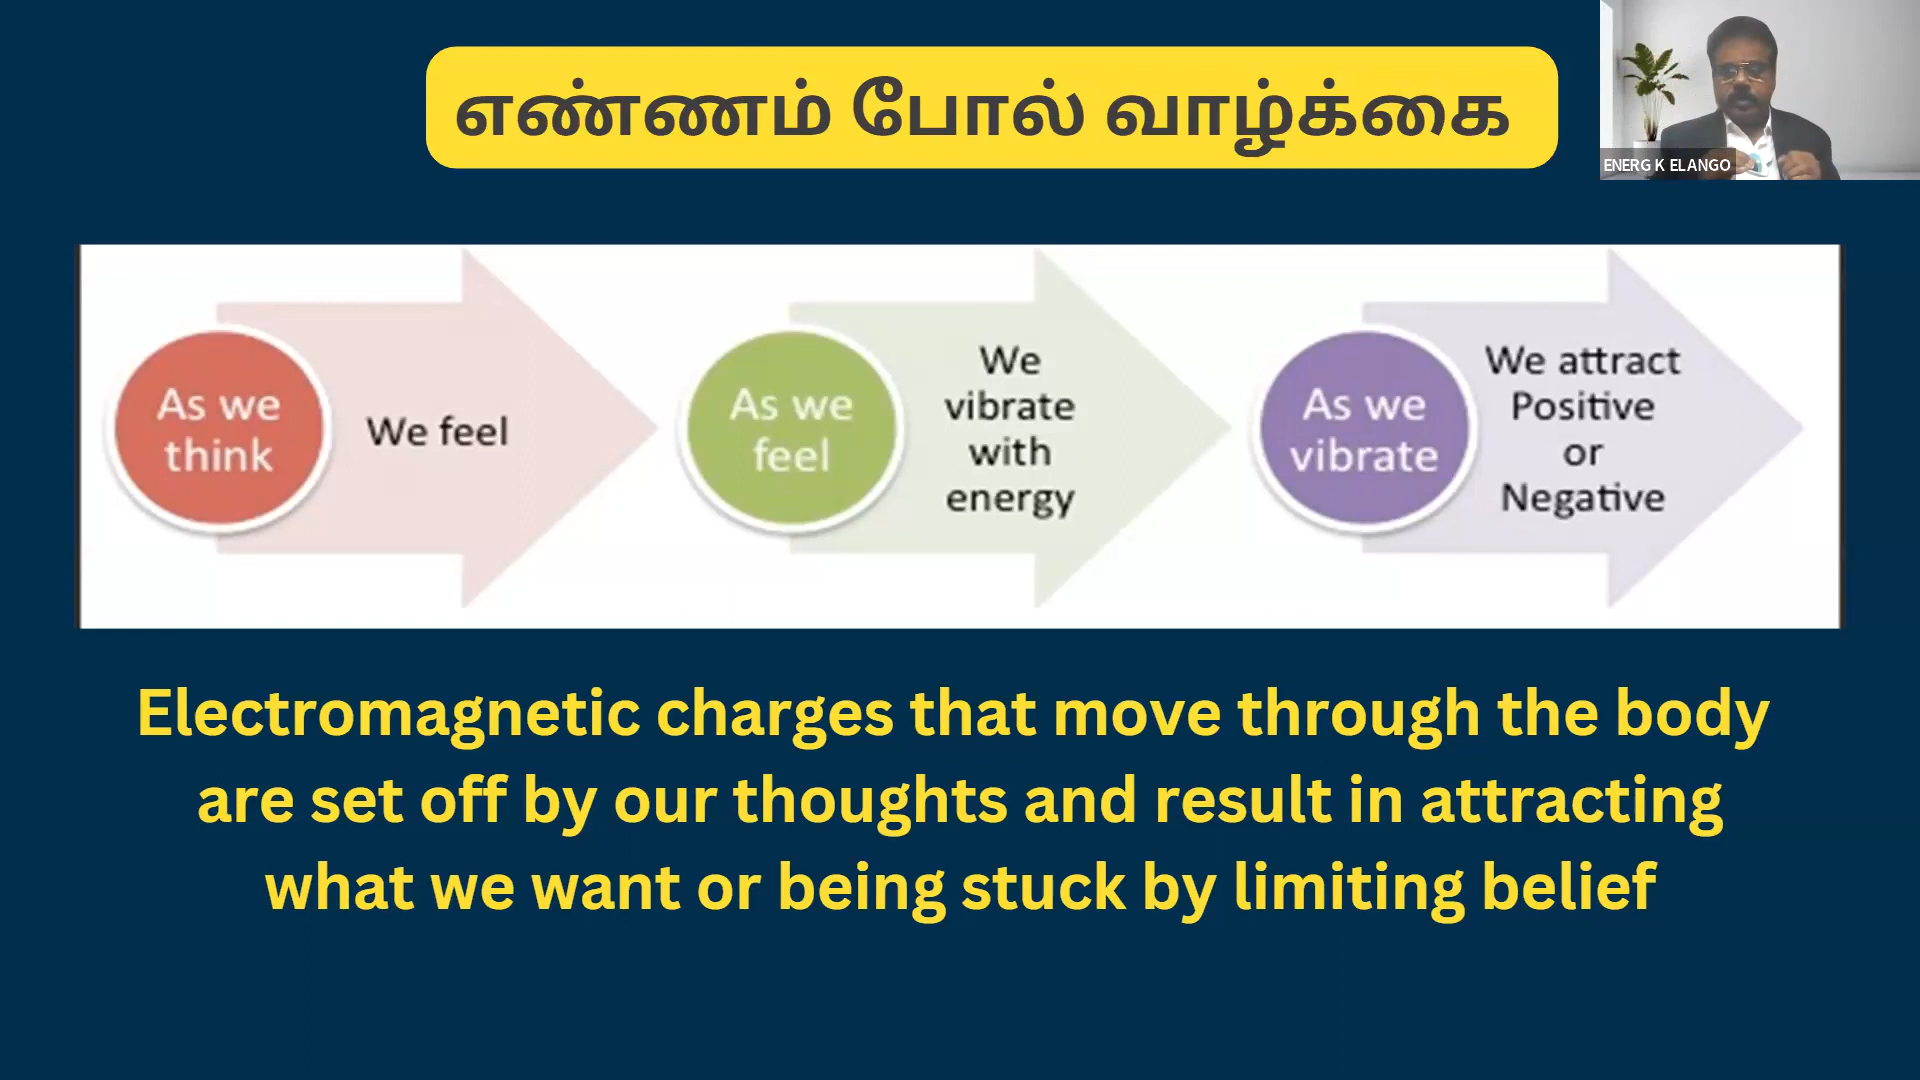 எண்ணம் போல் வாழ்க்கை
ENERG K ELANGO
As we
think
We feel
As we
feel
We
vibrate
with
energy
As we
vibrate
We attract
Positive
or
Negative
Electromagnetic charges that move through the body
are set off by our thoughts and result in attracting
what we want or being stuck by limiting belief